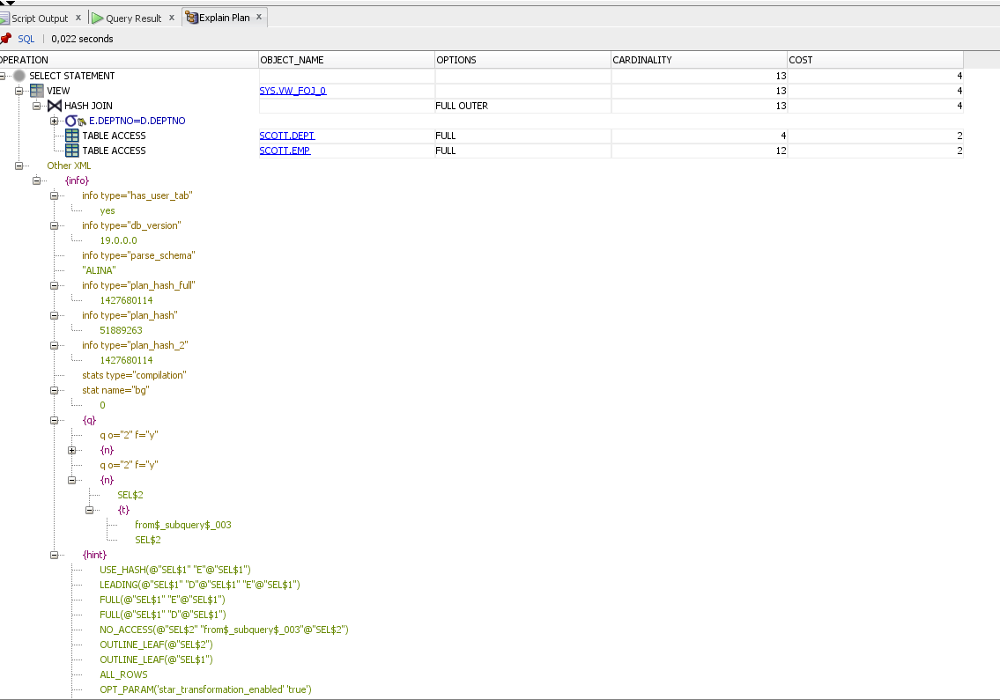 Script Output x Query Result x Explain Plan x
SQL | 0,022 seconds
OPERATION OBJECT_NAME OPTIONS CARDINALITY COST
SELECT STATEMENT 13 4
VIEW SYS.VW_FOJ_0 13 4
HASH JOIN FULL OUTER 13 4
E.DEPTNO=D.DEPTNO
TABLE ACCESS SCOTT.DEPT FULL 4 2
TABLE ACCESS SCOTT.EMP FULL 12 2
Other XML
{info}
info type="has_user_tab"
yes
info type="db_version"
19.0.0.0
info type="parse_schema"
"ALINA"
info type="plan_hash_full"
1427680114
info type="plan_hash"
51889263
info type="plan_hash_2"
1427680114
stats type="compilation"
stat name="bg"
0
{q}
q o="2" f="y"
{n}
q o="2" f="y"
{n}
SEL$2
{t}
from$_subquery$_003
SEL$2
{hint}
USE_HASH(@"SEL$1" "E"@"SEL$1")
LEADING(@"SEL$1" "D"@"SEL$1" "E"@"SEL$1")
FULL(@"SEL$1" "E"@"SEL$1")
FULL(@"SEL$1" "D"@"SEL$1")
NO_ACCESS(@"SEL$2" "from$_subquery$_003"@"SEL$2")
OUTLINE_LEAF(@"SEL$2")
OUTLINE_LEAF(@"SEL$1")
ALL_ROWS
OPT_PARAM('star_transformation_enabled' 'true')